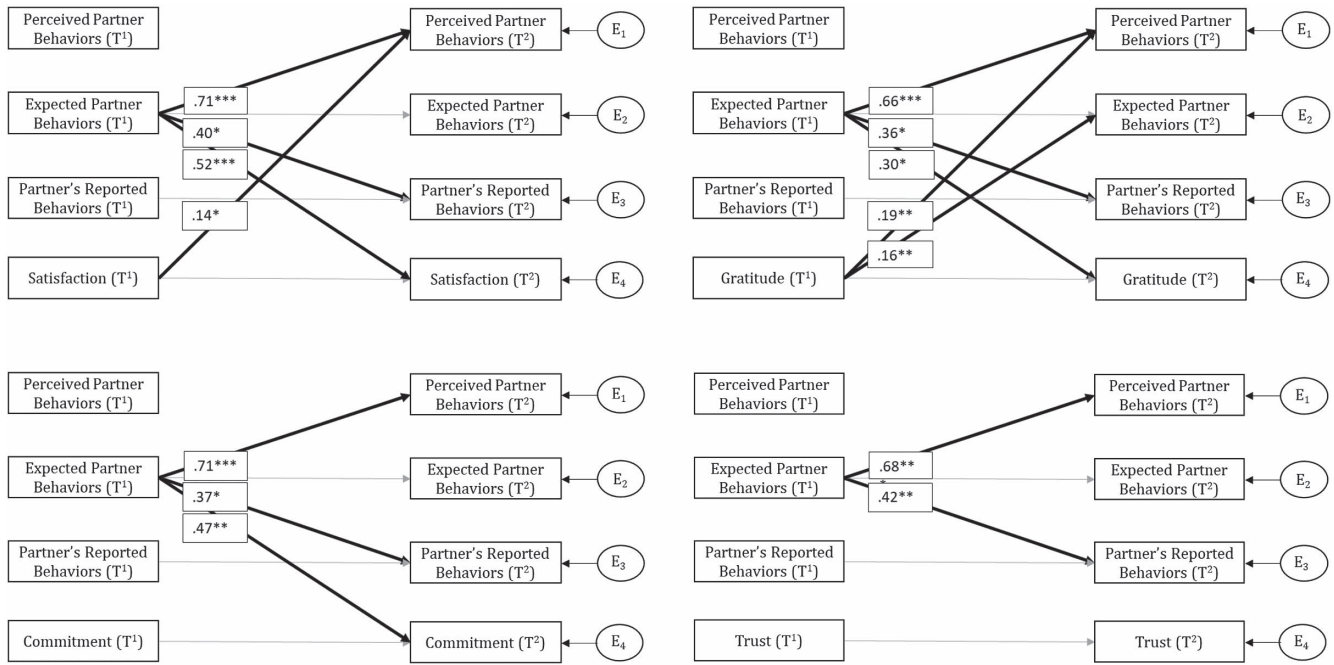 Perceived Partner
Behaviors (T¹)
Perceived Partner
Behaviors (T²)
E₁
Expected Partner
Behaviors (T¹)
.71***
.40*
.52***
Expected Partner
Behaviors (T²)
E₂
Partner's Reported
Behaviors (T¹)
.14*
Partner's Reported
Behaviors (T²)
E₃
Satisfaction (T¹)
Satisfaction (T²)
E₄
Perceived Partner
Behaviors (T¹)
Perceived Partner
Behaviors (T²)
E₁
Expected Partner
Behaviors (T¹)
.66***
.36*
.30*
Expected Partner
Behaviors (T²)
E₂
Partner's Reported
Behaviors (T¹)
.19**
.16**
Partner's Reported
Behaviors (T²)
E₃
Gratitude (T¹)
Gratitude (T²)
E₄
Perceived Partner
Behaviors (T¹)
Perceived Partner
Behaviors (T²)
E₁
Expected Partner
Behaviors (T¹)
.71***
.37*
.47**
Expected Partner
Behaviors (T²)
E₂
Partner's Reported
Behaviors (T¹)
Partner's Reported
Behaviors (T²)
E₃
Commitment (T¹)
Commitment (T²)
E₄
Perceived Partner
Behaviors (T¹)
Perceived Partner
Behaviors (T²)
E₁
Expected Partner
Behaviors (T¹)
.68**
*
.42**
Expected Partner
Behaviors (T²)
E₂
Partner's Reported
Behaviors (T¹)
Partner's Reported
Behaviors (T²)
E₃
Trust (T¹)
Trust (T²)
E₄